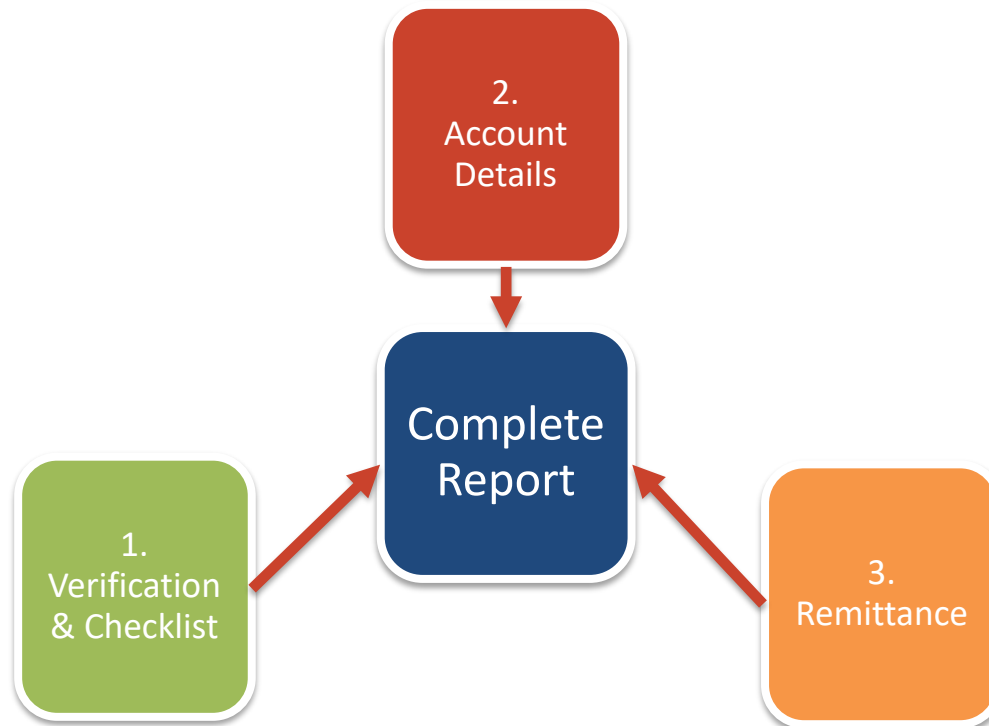 2.
Account
Details
Complete
Report
1.
Verification
& Checklist
3.
Remittance